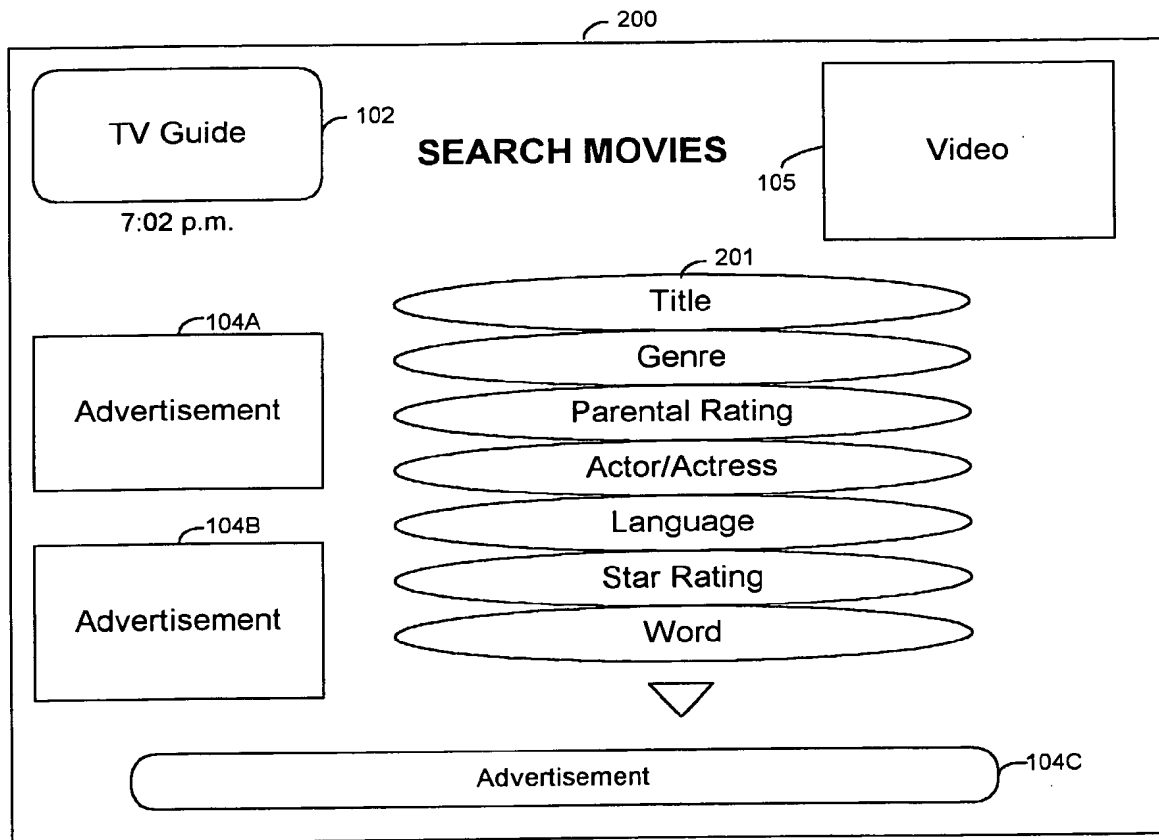 200
TV Guide
102
SEARCH MOVIES
105
Video
7:02 p.m.
201
Title
Genre
Parental Rating
Actor/Actress
Language
Star Rating
Word
104A
Advertisement
104B
Advertisement
Advertisement
104C